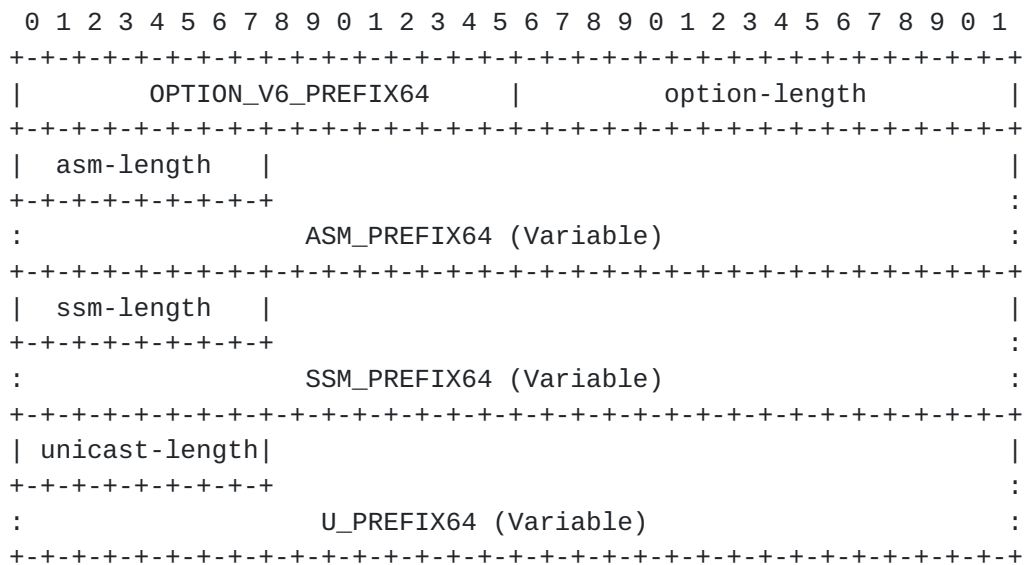 0 1 2 3 4 5 6 7 8 9 0 1 2 3 4 5 6 7 8 9 0 1 2 3 4 5 6 7 8 9 0 1
+-+-+-+-+-+-+-+-+-+-+-+-+-+-+-+-+-+-+-+-+-+-+-+-+-+-+-+-+-+-+-+-+
|        OPTION_V6_PREFIX64     |         option-length         |
+-+-+-+-+-+-+-+-+-+-+-+-+-+-+-+-+-+-+-+-+-+-+-+-+-+-+-+-+-+-+-+-+
|  asm-length   |                                               |
+-+-+-+-+-+-+-+-+                                               :
:                  ASM_PREFIX64 (Variable)                      :
+-+-+-+-+-+-+-+-+-+-+-+-+-+-+-+-+-+-+-+-+-+-+-+-+-+-+-+-+-+-+-+-+
|  ssm-length   |                                               |
+-+-+-+-+-+-+-+-+                                               :
:                  SSM_PREFIX64 (Variable)                      :
+-+-+-+-+-+-+-+-+-+-+-+-+-+-+-+-+-+-+-+-+-+-+-+-+-+-+-+-+-+-+-+-+
| unicast-length|                                               |
+-+-+-+-+-+-+-+-+                                               :
:                   U_PREFIX64 (Variable)                       :
+-+-+-+-+-+-+-+-+-+-+-+-+-+-+-+-+-+-+-+-+-+-+-+-+-+-+-+-+-+-+-+-+